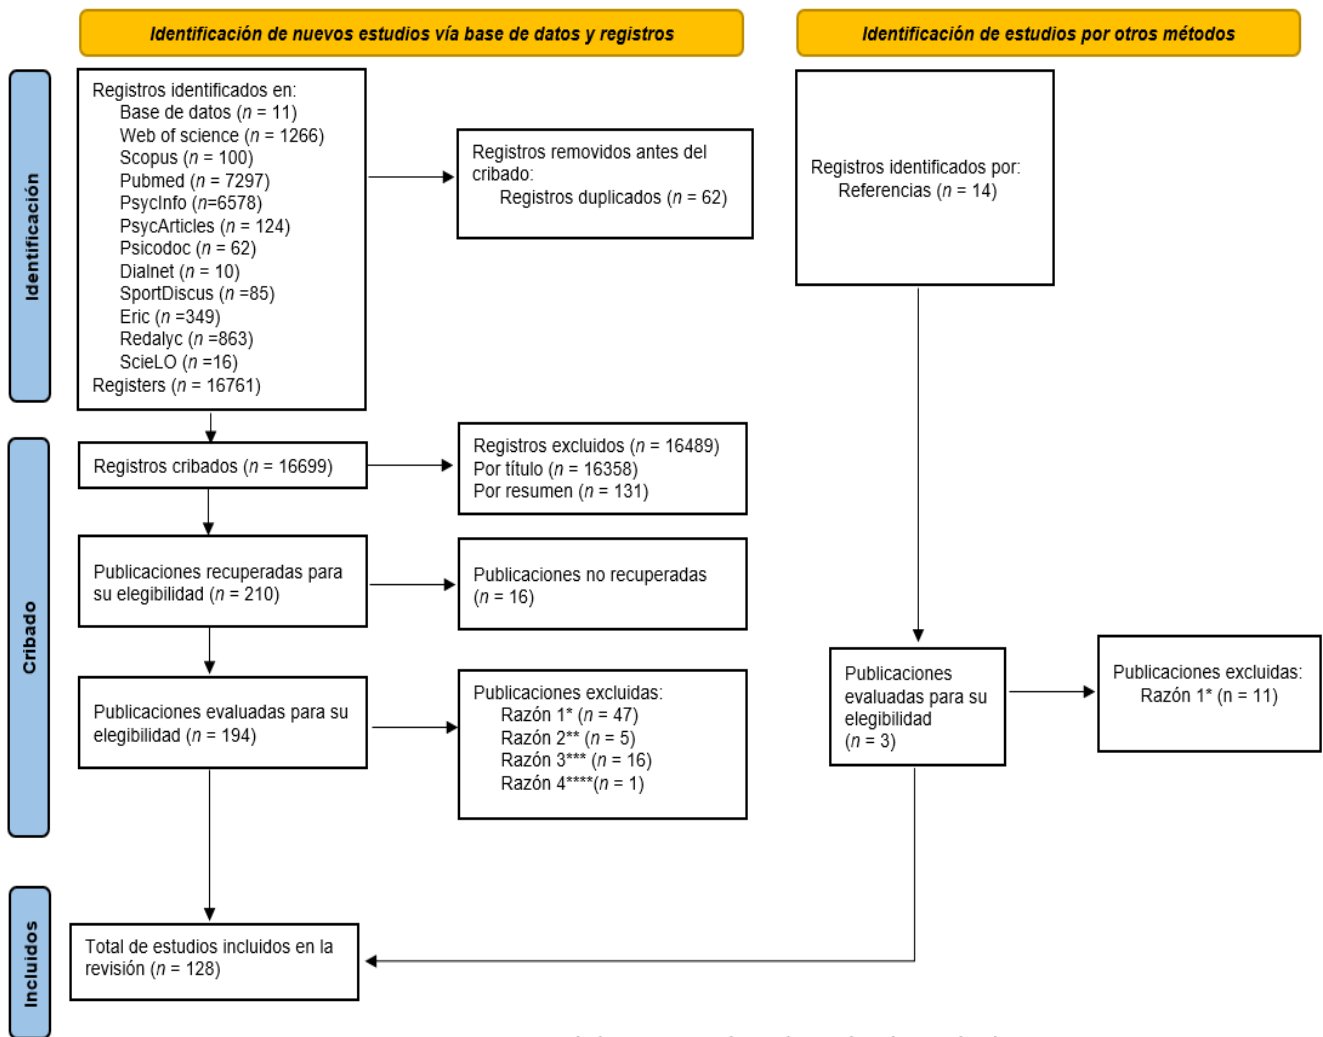 Identificación de nuevos estudios vía base de datos y registros
Identificación de estudios por otros métodos
Identificación
Registros identificados en:
Base de datos (n = 11)
Web of science (n = 1266)
Scopus (n = 100)
Pubmed = 7297)
PsycInfo (n=6578)
PsycArticles (n = 124)
Psicodoc (n = 62)
Dialnet (n = 10)
SportDiscus (n =85)
Eric (n =349)
Redalyc (n =863)
ScieLO (n =16)
Registers (n = 16761)
Registros removidos antes del
cribado:
Registros duplicados (n = 62)
Registros identificados por:
Referencias (n = 14)
Cribado
Registros cribados (n = 16699)
Registros excluidos (n = 16489)
Por título (n = 16358)
Por resumen (n = 131)
Publicaciones recuperadas para
su elegibilidad (n = 210)
Publicaciones no recuperadas
(n = 16)
Publicaciones evaluadas para su
elegibilidad (n = 194)
Publicaciones excluidas:
Razón 1* (n = 47)
Razón 2** (n = 5)
Razón 3*** (n = 16)
Razón 4****(n = 1)
Publicaciones
evaluadas para su
elegibilidad
(n = 3)
Publicaciones excluidas:
Razón 1* (n = 11)
Incluidos
Total de estudios incluidos en la
revisión (n = 128)